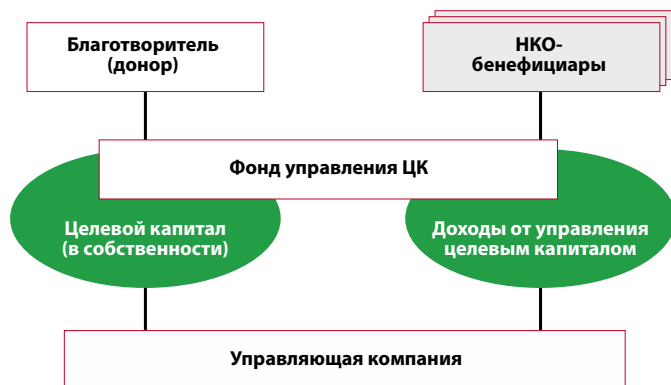 Благотворитель
(донор)
НКО-
бенефициары
Фонд управления ЦК
Целевой капитал
(в собственности)
Доходы от управления
целевым капиталом
Управляющая компания